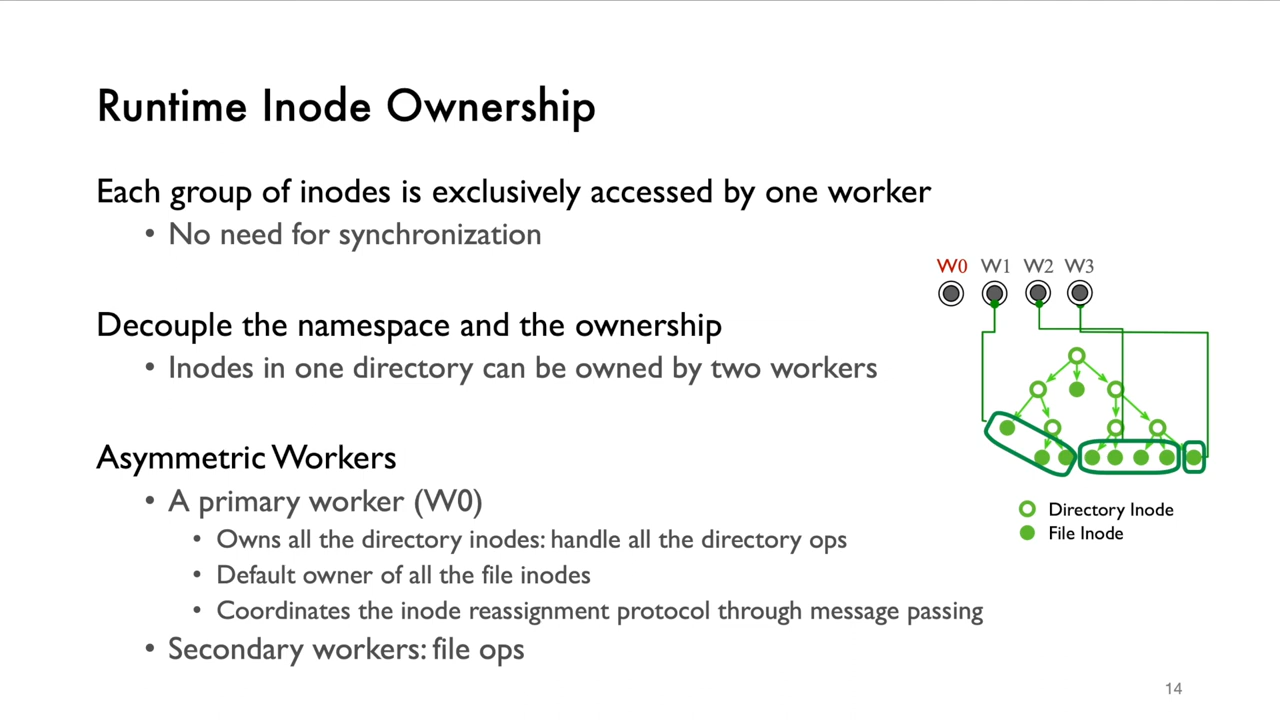 Runtime Inode Ownership
Each group of inodes is exclusively accessed by one worker
• No need for synchronization
W0 W1 W2 W3
Decouple the namespace and the ownership
• Inodes in one directory can be owned by two workers
Asymmetric Workers
• A primary worker (W0)
• Owns all the directory inodes: handle all the directory ops
• Default owner of all the file inodes
• Coordinates the inode reassignment protocol through message passing
• Secondary workers: file ops
Directory Inode
File Inode
14